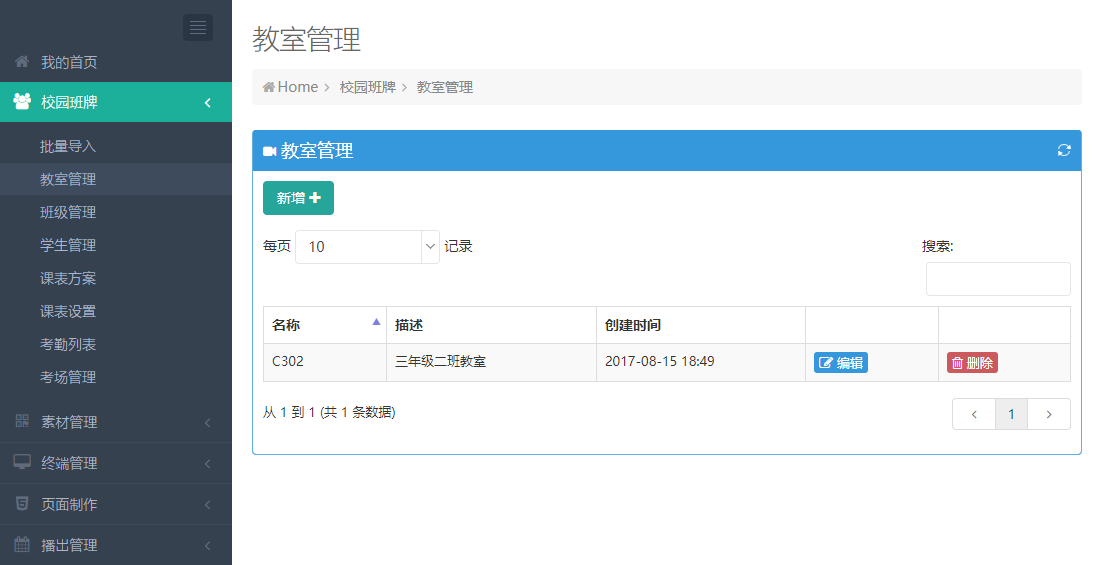 我的首页
校园班牌
批量导入
教室管理
班级管理
学生管理
课表方案
课表设置
考勤列表
考场管理
素材管理
终端管理
页面制作
播出管理
教室管理
Home > 校园班牌 > 教室管理
教室管理
新增
每页 10 记录
搜索:
名称 描述 创建时间
C302 三年级二班教室 2017-08-15 18:49 编辑 删除
从 1 到 1 (共 1 条数据)
‹ 1 ›